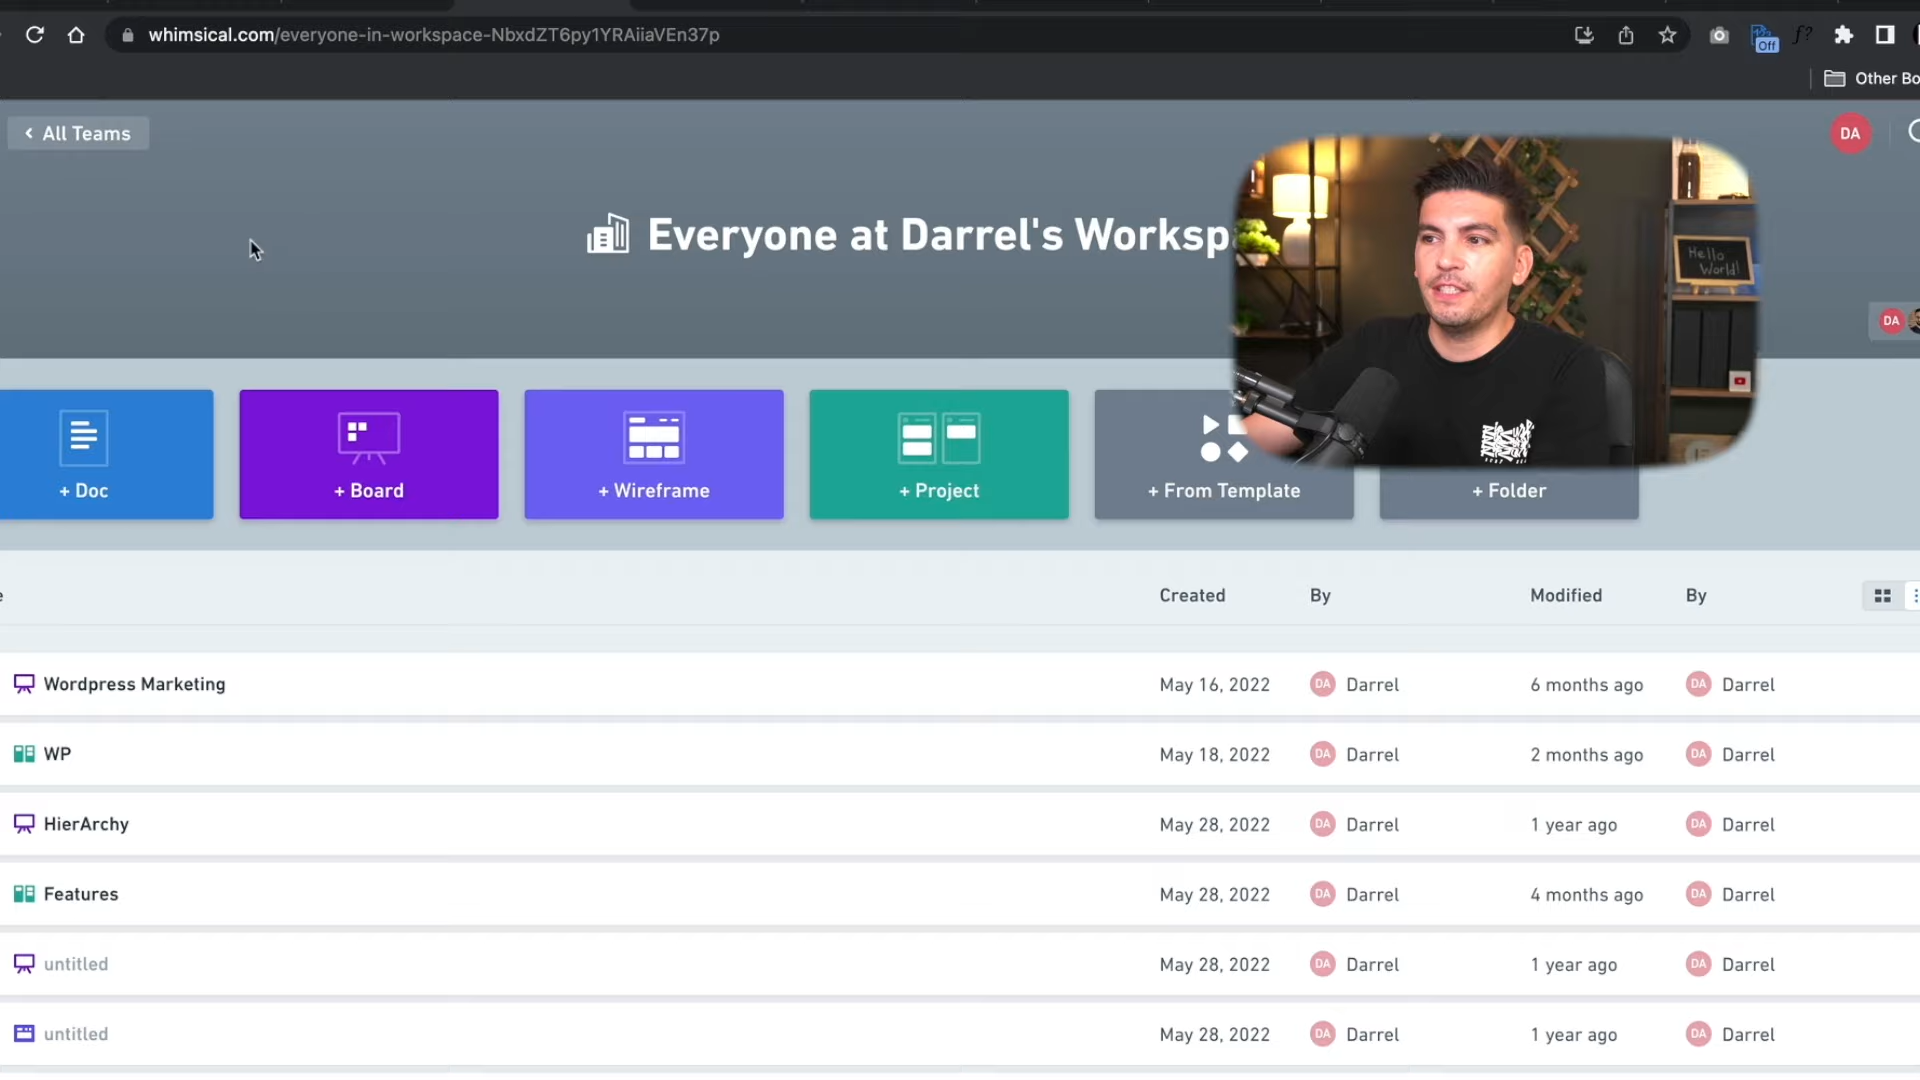 whimsical.com/everyone-in-workspace-NbxdZT6py1YRAiiaVEn37p
Off
f?
Other Bo
All Teams
DA
Everyone at Darrel's Worksp
Hello
World!
DA
+ Doc
+ Board
+ Wireframe
+ Project
+ From Template
+ Folder
Created By Modified By
Wordpress Marketing May 16, 2022 DA Darrel 6 months ago DA Darrel
WP May 18, 2022 DA Darrel 2 months ago DA Darrel
HierArchy May 28, 2022 DA Darrel 1 year ago DA Darrel
Features May 28, 2022 DA Darrel 4 months ago DA Darrel
untitled May 28, 2022 DA Darrel 1 year ago DA Darrel
untitled May 28, 2022 DA Darrel 1 year ago DA Darrel